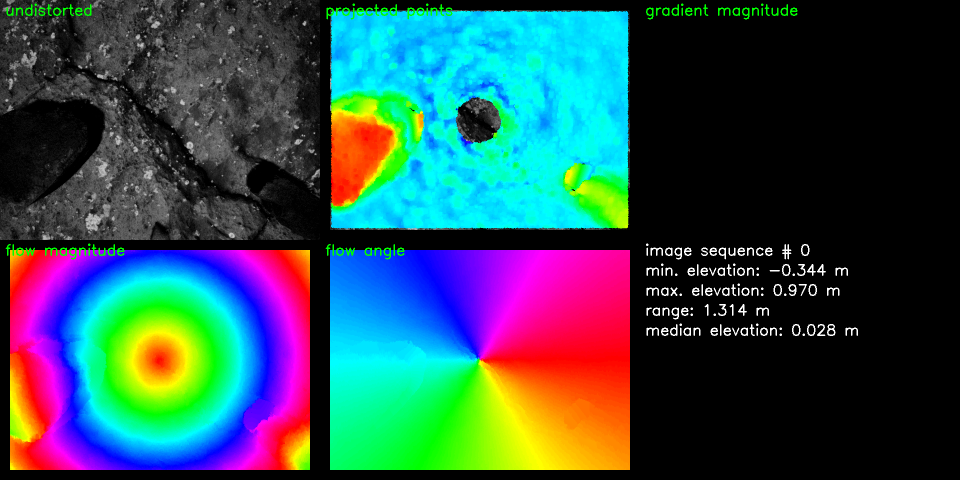 undistorted
projected points
gradient magnitude
flow magnitude
flow angle
image sequence # 0
min. elevation: -0.344 m
max. elevation: 0.970 m
range: 1.314 m
median elevation: 0.028 m